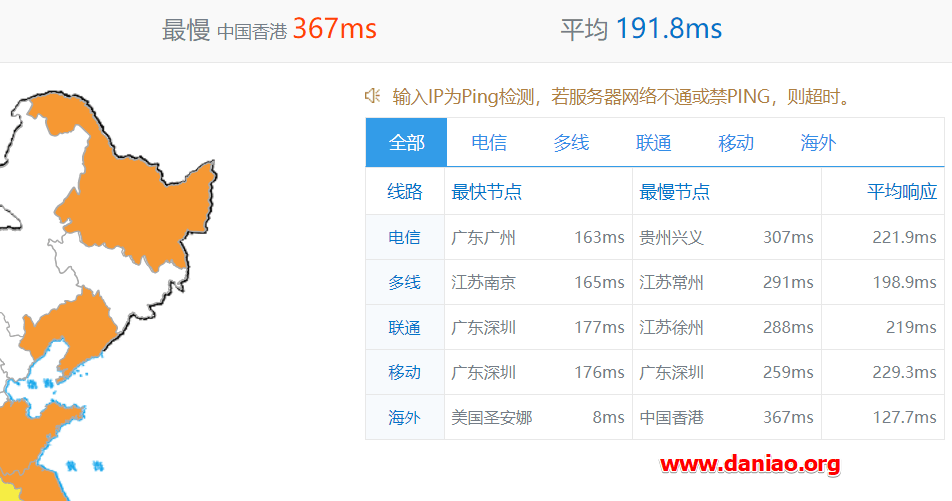 最慢 中国香港 367ms 平均 191.8ms
输入IP为Ping检测，若服务器网络不通或禁PING，则超时。
全部 电信 多线 联通 移动 海外
线路 最快节点 最慢节点 平均响应
电信 广东广州 163ms 贵州兴义 307ms 221.9ms
多线 江苏南京 165ms 江苏常州 291ms 198.9ms
联通 广东深圳 177ms 江苏徐州 288ms 219ms
移动 广东深圳 176ms 广东深圳 259ms 229.3ms
海外 美国圣安娜 8ms 中国香港 367ms 127.7ms
渤 海
黄 海
www.daniao.org